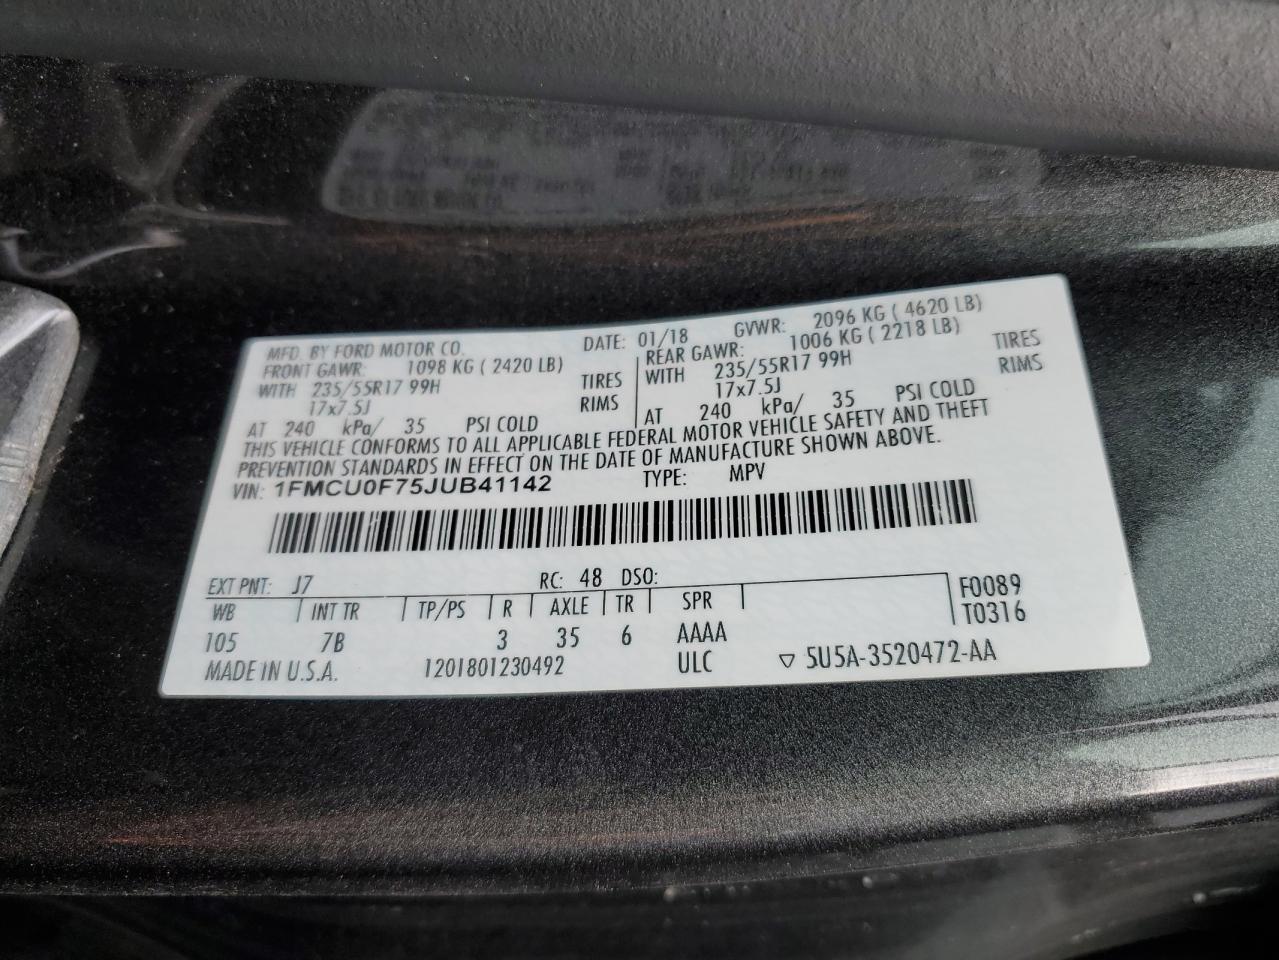 MFD. BY FORD MOTOR CO. DATE: 01/18 GVWR: 2096 KG ( 4620 LB)
FRONT GAWR: 1098 KG ( 2420 LB) REAR GAWR: 1006 KG ( 2218 LB)
WITH 235/55R17 99H TIRES WITH 235/55R17 99H TIRES
17x7.5J RIMS 17x7.5J RIMS
AT 240 kPa/ 35 PSI COLD AT 240 kPa/ 35 PSI COLD
THIS VEHICLE CONFORMS TO ALL APPLICABLE FEDERAL MOTOR VEHICLE SAFETY AND THEFT
PREVENTION STANDARDS IN EFFECT ON THE DATE OF MANUFACTURE SHOWN ABOVE.
VIN: 1FMCU0F75JUB41142 TYPE: MPV
EXT PNT: J7 RC: 48 DSO: F0089
WB INT TR TP/PS R AXLE TR SPR T0316
105 7B 3 35 6 AAAA
MADE IN U.S.A. 1201801230492 ULC ▽ 5U5A-3520472-AA